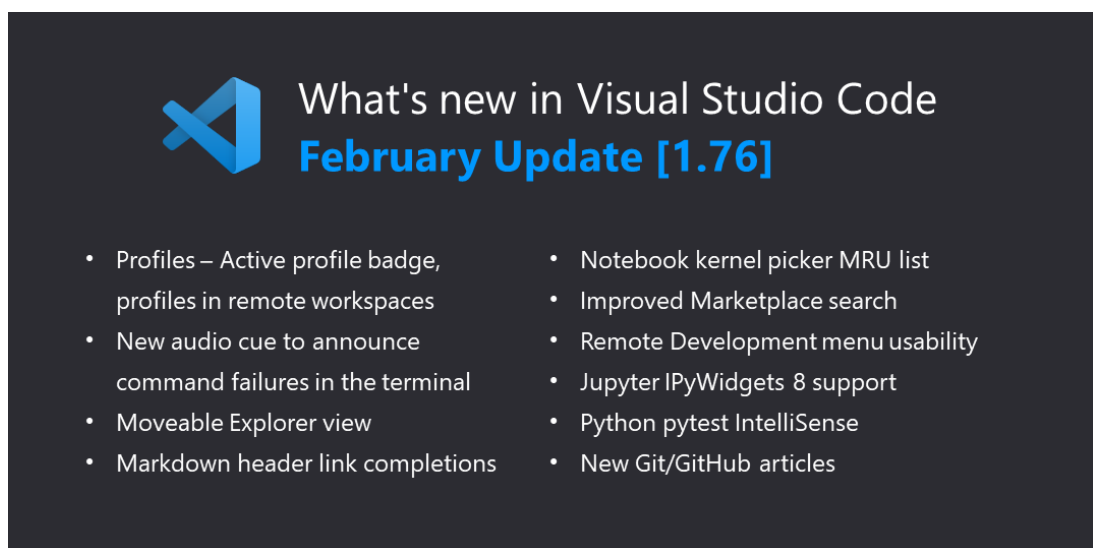 What's new in Visual Studio Code
February Update [1.76]
• Profiles – Active profile badge,
profiles in remote workspaces
• New audio cue to announce
command failures in the terminal
• Moveable Explorer view
• Markdown header link completions
• Notebook kernel picker MRU list
• Improved Marketplace search
• Remote Development menu usability
• Jupyter IPyWidgets 8 support
• Python pytest IntelliSense
• New Git/GitHub articles